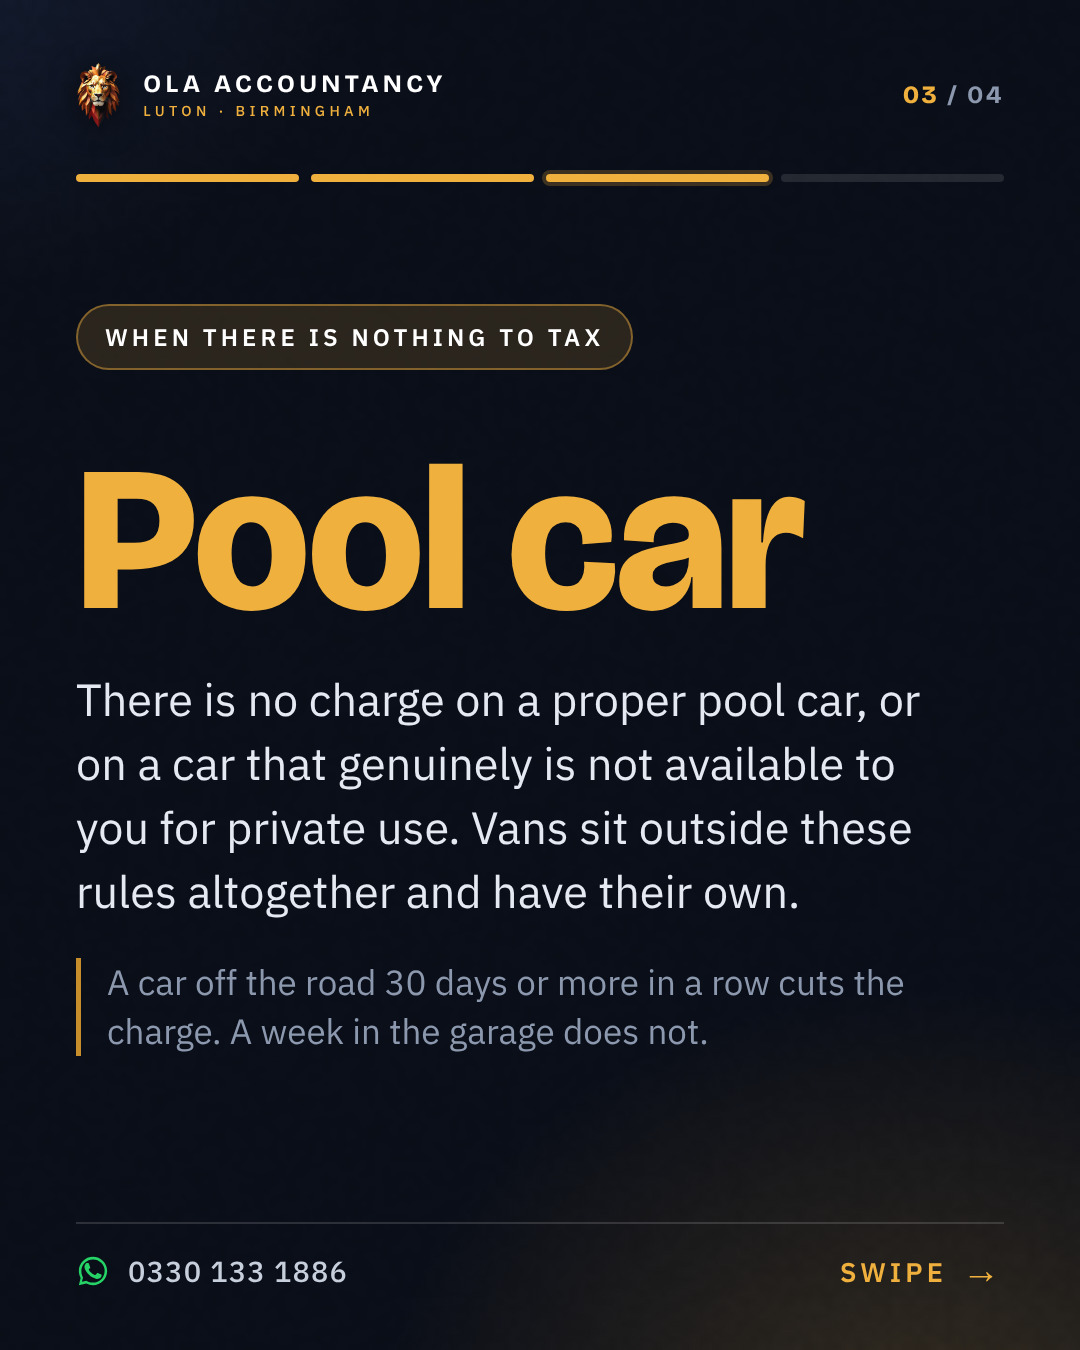 OLA ACCOUNTANCY
LUTON · BIRMINGHAM
03 / 04
WHEN THERE IS NOTHING TO TAX
Pool car
There is no charge on a proper pool car, or
on a car that genuinely is not available to
you for private use. Vans sit outside these
rules altogether and have their own.
A car off the road 30 days or more in a row cuts the
charge. A week in the garage does not.
0330 133 1886
SWIPE →